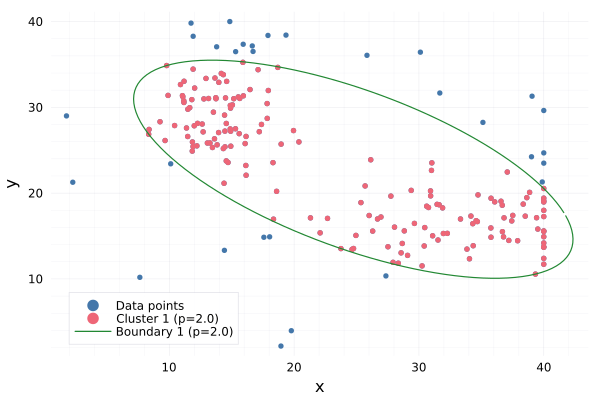 40
30
20
10
y
Data points
Cluster 1 (p=2.0)
Boundary 1 (p=2.0)
10 20 30 40
x